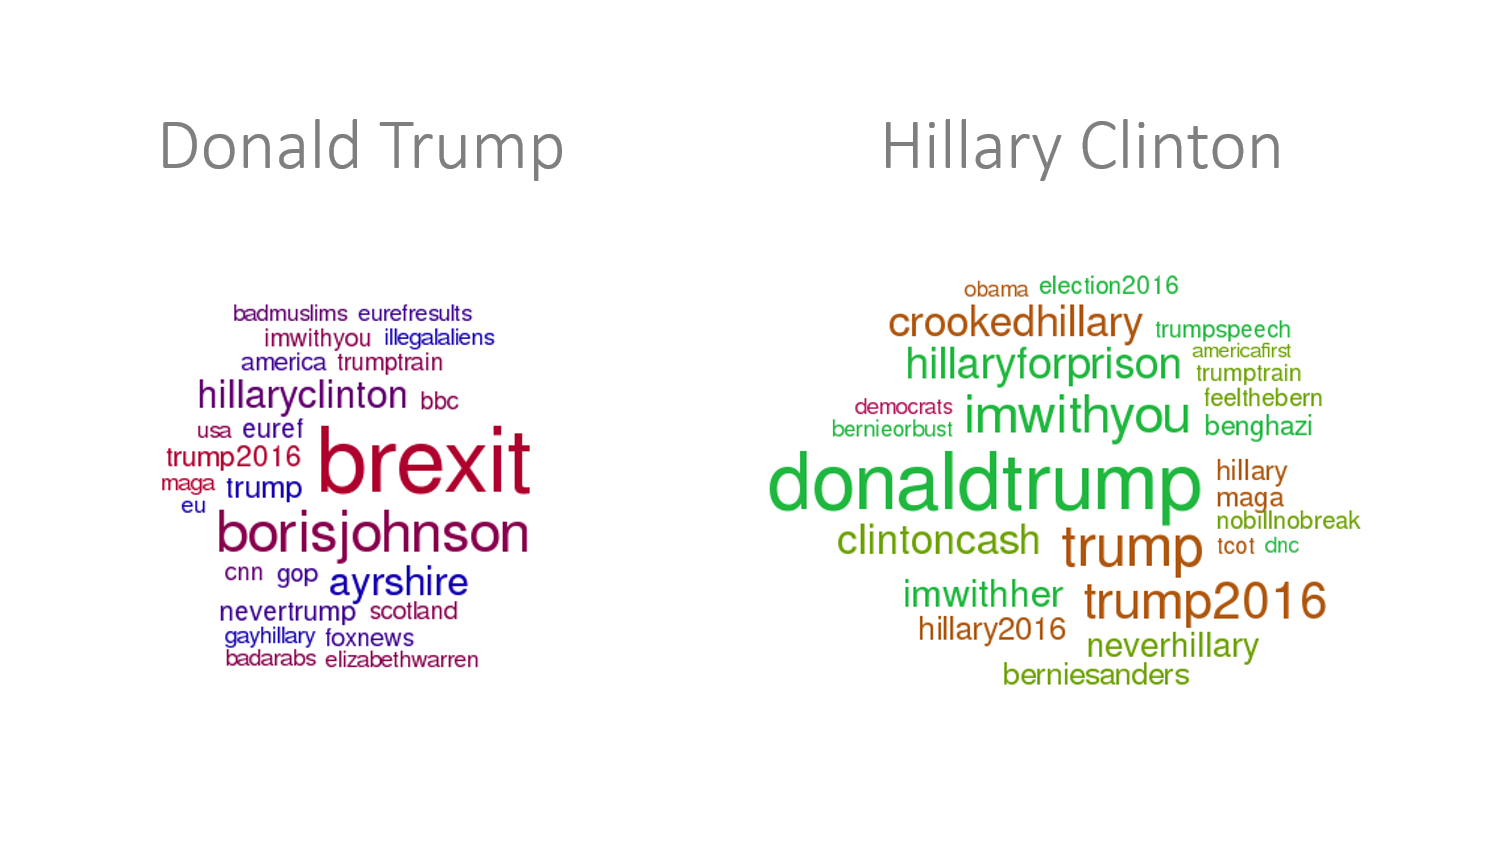 Donald Trump
badmuslims eurefresults
imwithyou illegalaliens
america trumptrain
hillaryclinton bbc
usa euref
trump2016 brexit
maga trump
eu
borisjohnson
cnn gop ayrshire
nevertrump scotland
gayhillary foxnews
badarabs elizabethwarren
Hillary Clinton
obama election2016
crookedhillary trumpspeech
hillaryforprison americafirst
trumptrain
feelthebern
democrats imwithyou benghazi
bernieorbust
donaldtrump hillary
maga
nobillnobreak
clintoncash trump tcot dnc
imwithher trump2016
hillary2016
neverhillary
berniesanders